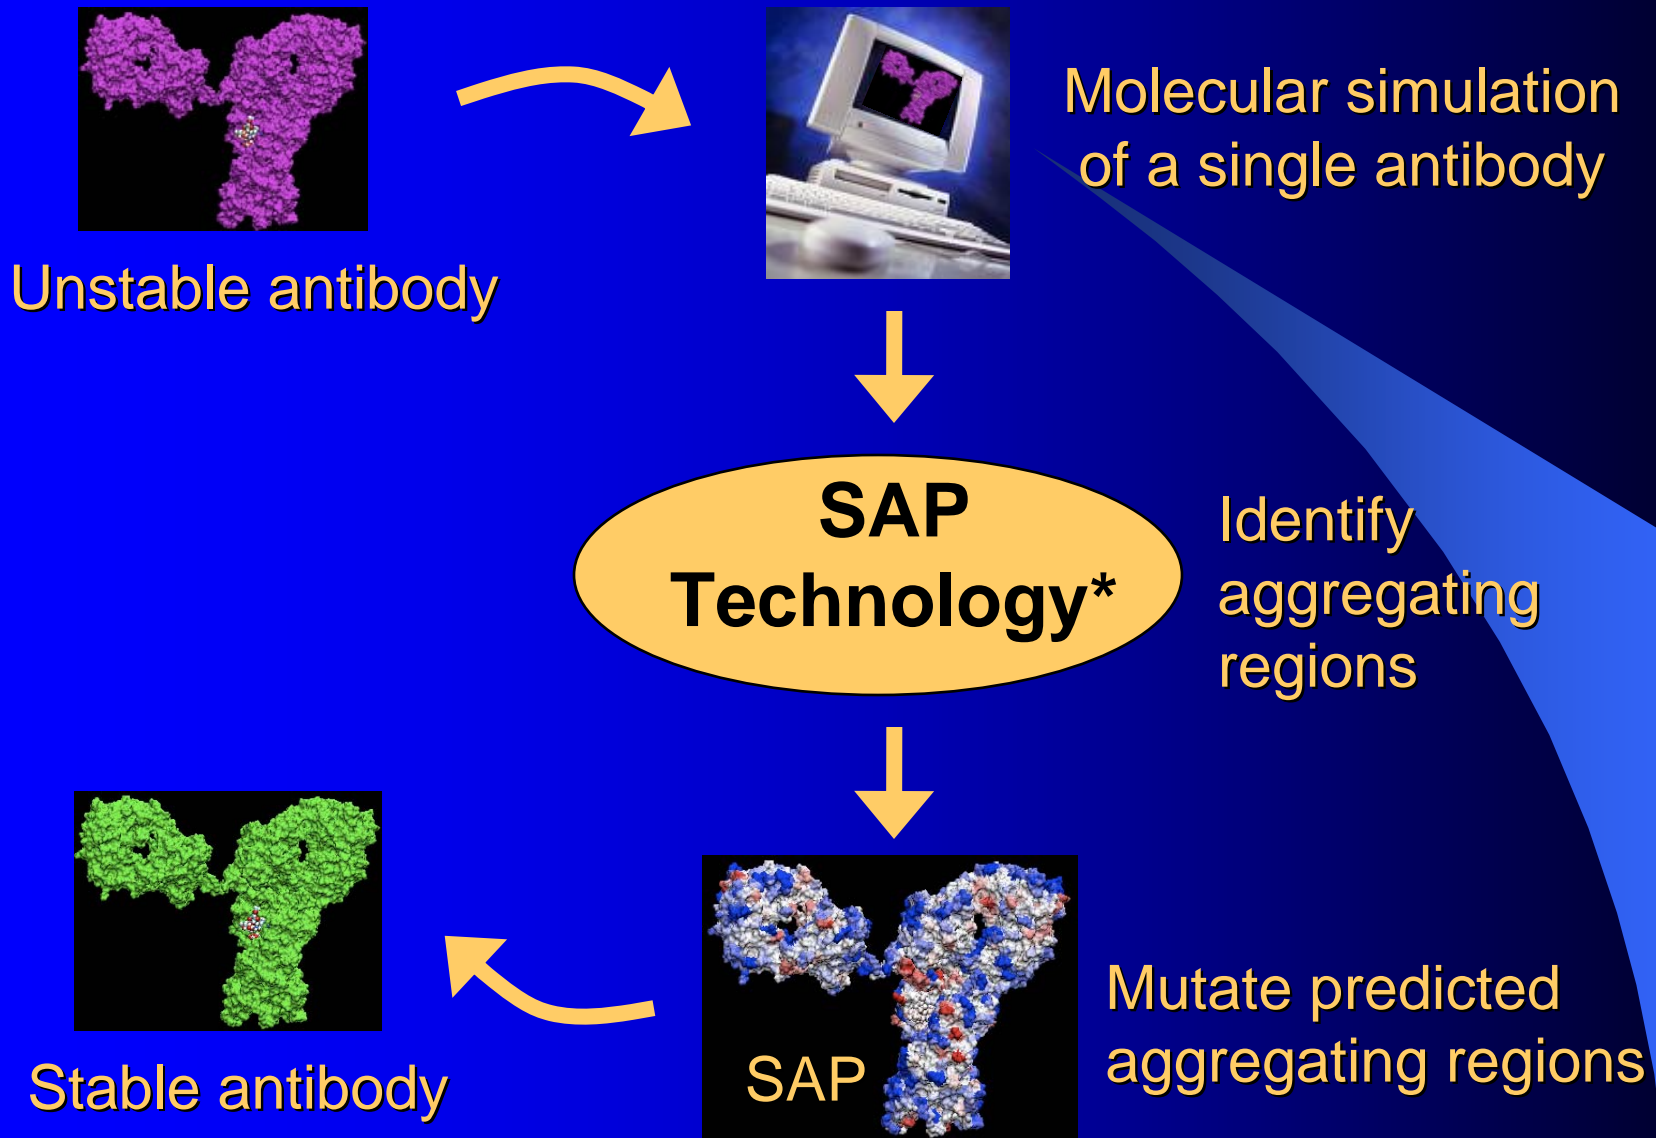 Molecular simulation
of a single antibody
Unstable antibody
SAP
Technology*
Identify
aggregating
regions
SAP
Mutate predicted
aggregating regions
Stable antibody